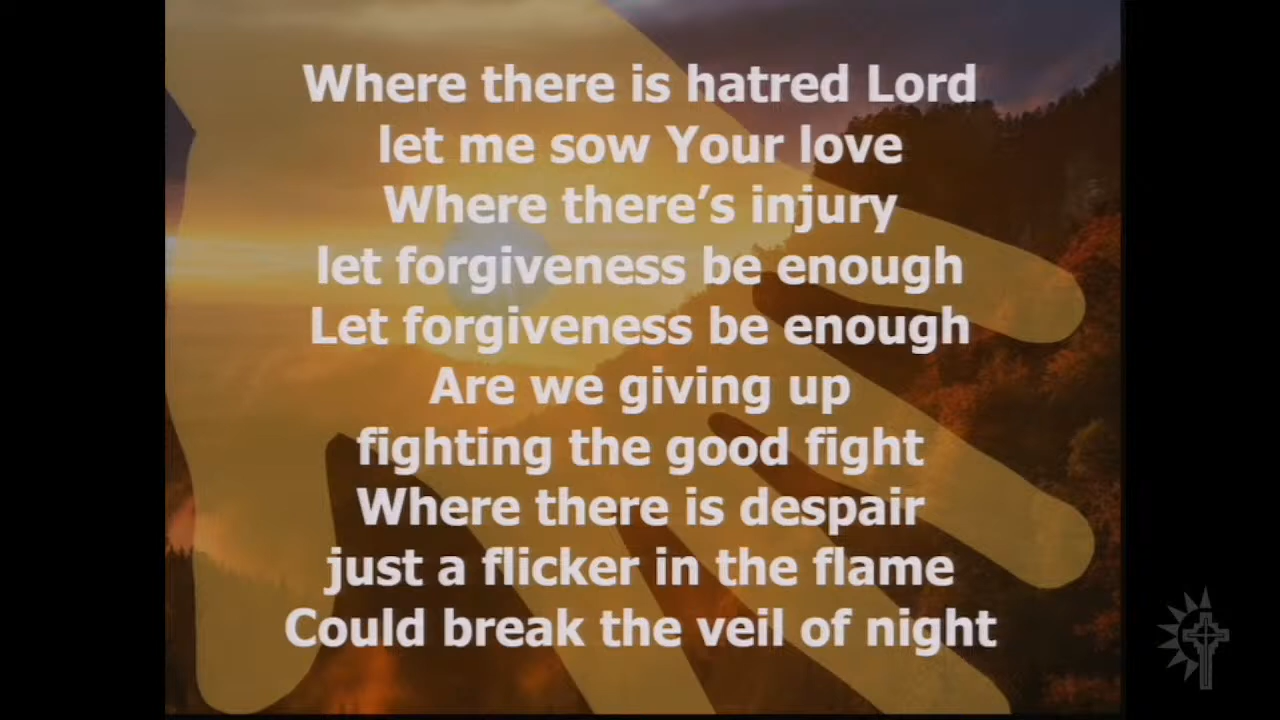 Where there is hatred Lord
let me sow Your love
Where there's injury
let forgiveness be enough
Let forgiveness be enough
Are we giving up
fighting the good fight
Where there is despair
just a flicker in the flame
Could break the veil of night